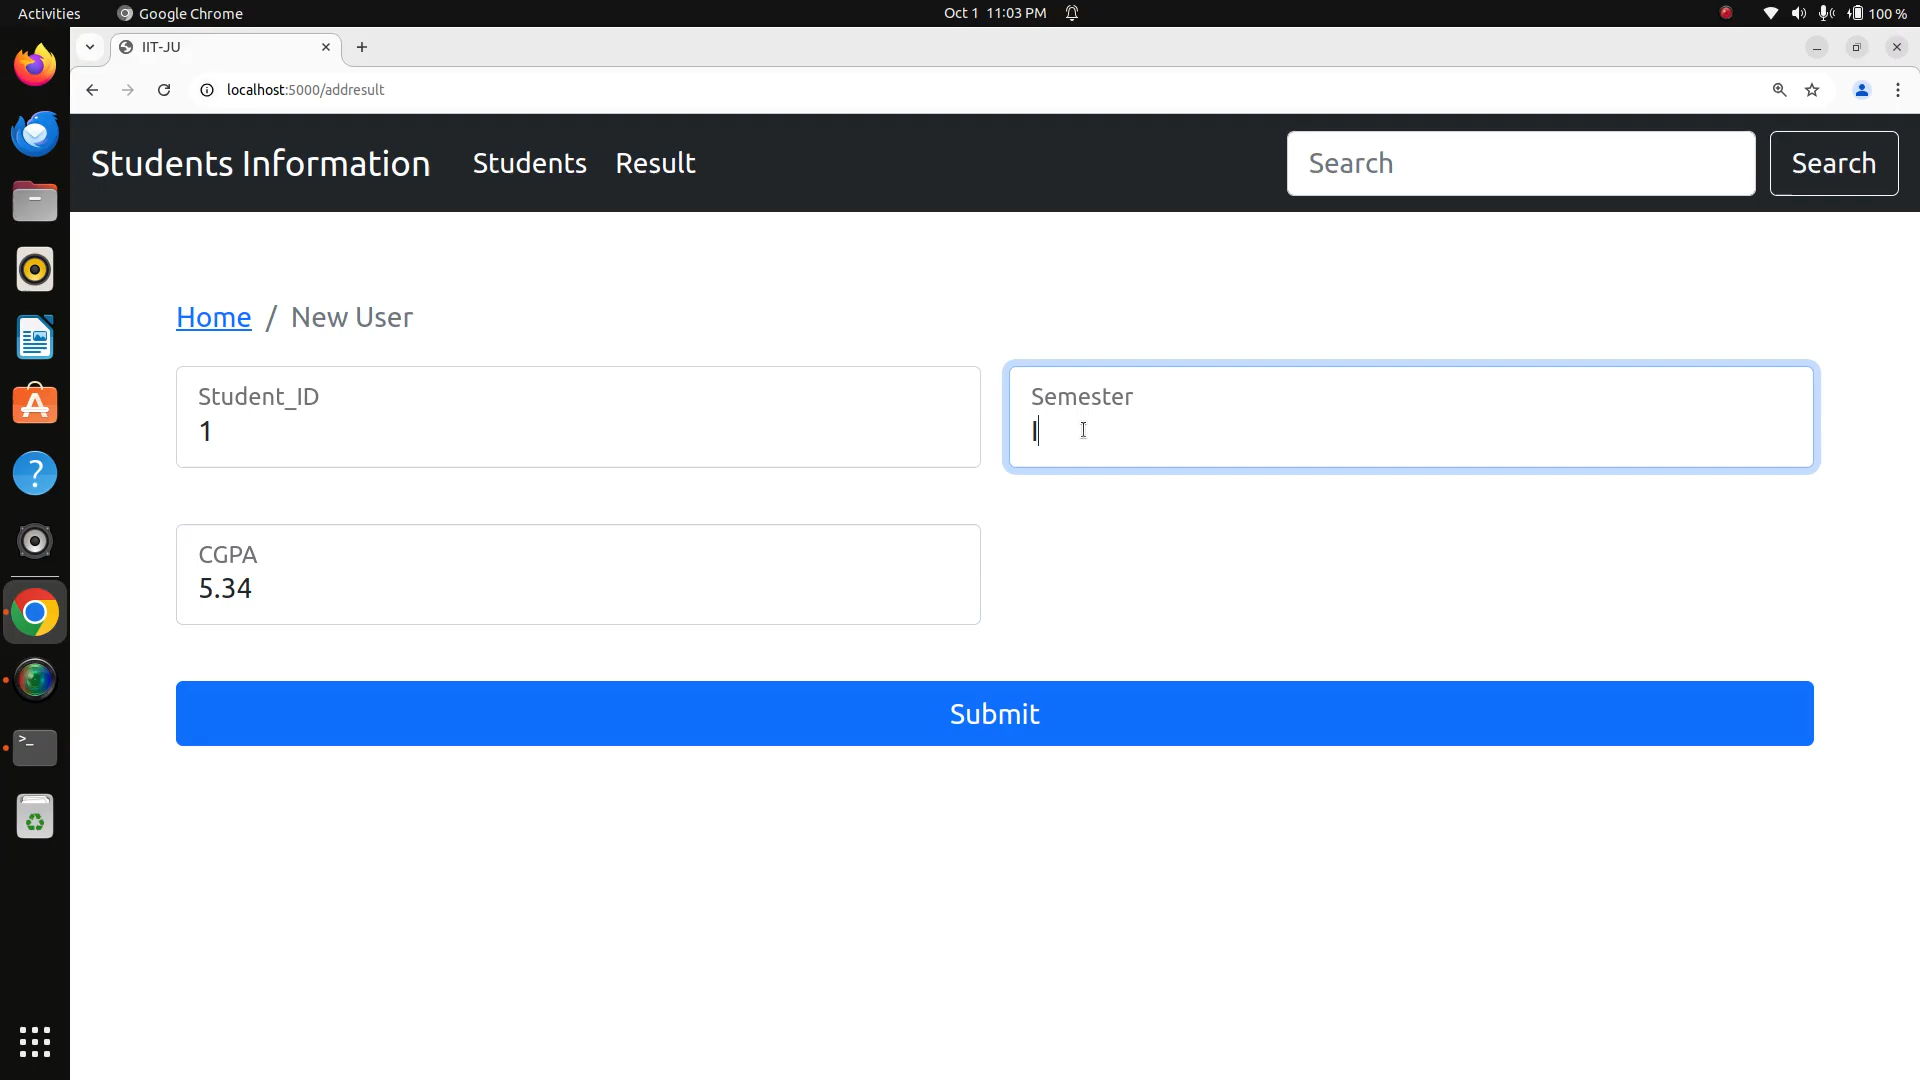 Activities
Google Chrome
Oct 1 11:03 PM
100 %
IIT-JU
localhost:5000/addresult
Students Information
Students
Result
Search
Search
Home / New User
Student_ID
1
Semester
I
CGPA
5.34
Submit